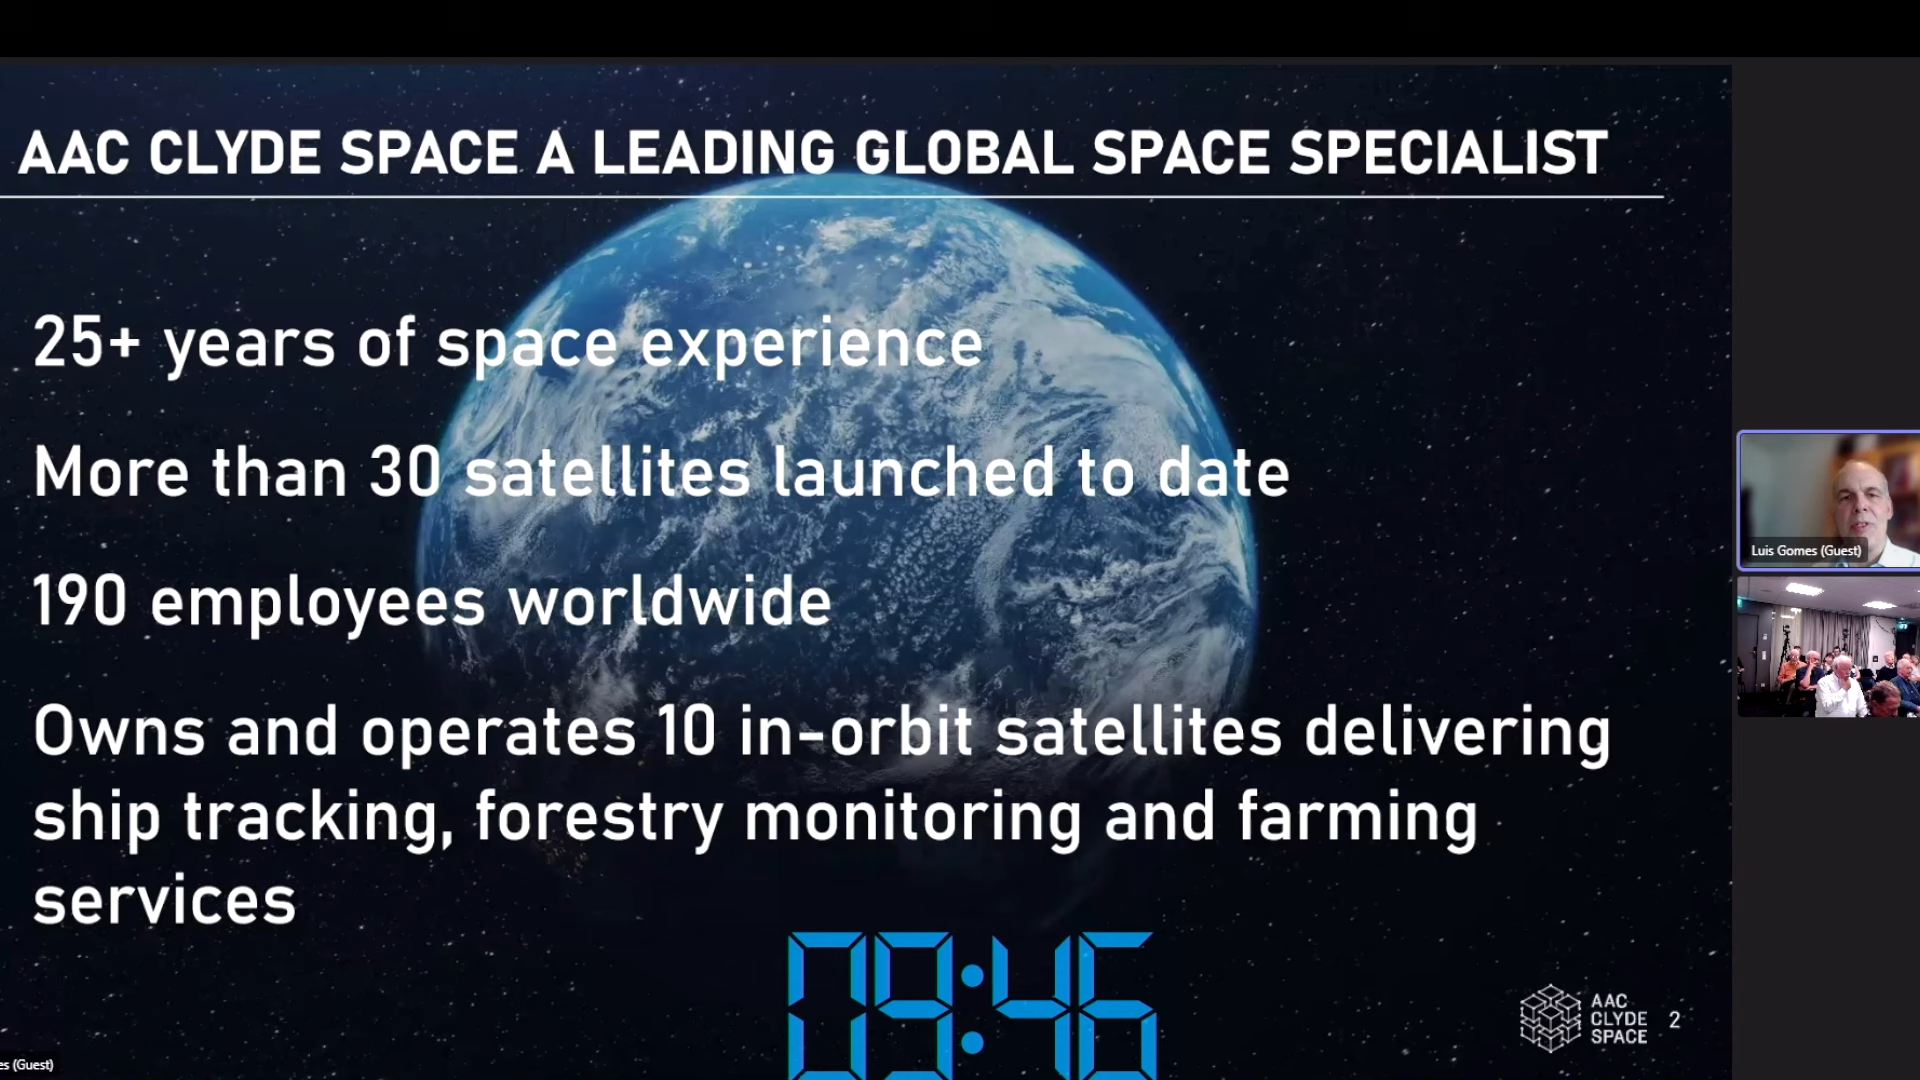 AAC CLYDE SPACE A LEADING GLOBAL SPACE SPECIALIST
25+ years of space experience
More than 30 satellites launched to date
190 employees worldwide
Owns and operates 10 in-orbit satellites delivering
ship tracking, forestry monitoring and farming
services
09:46
AAC
CLYDE
SPACE
2
es (Guest)
Luis Gomes (Guest)